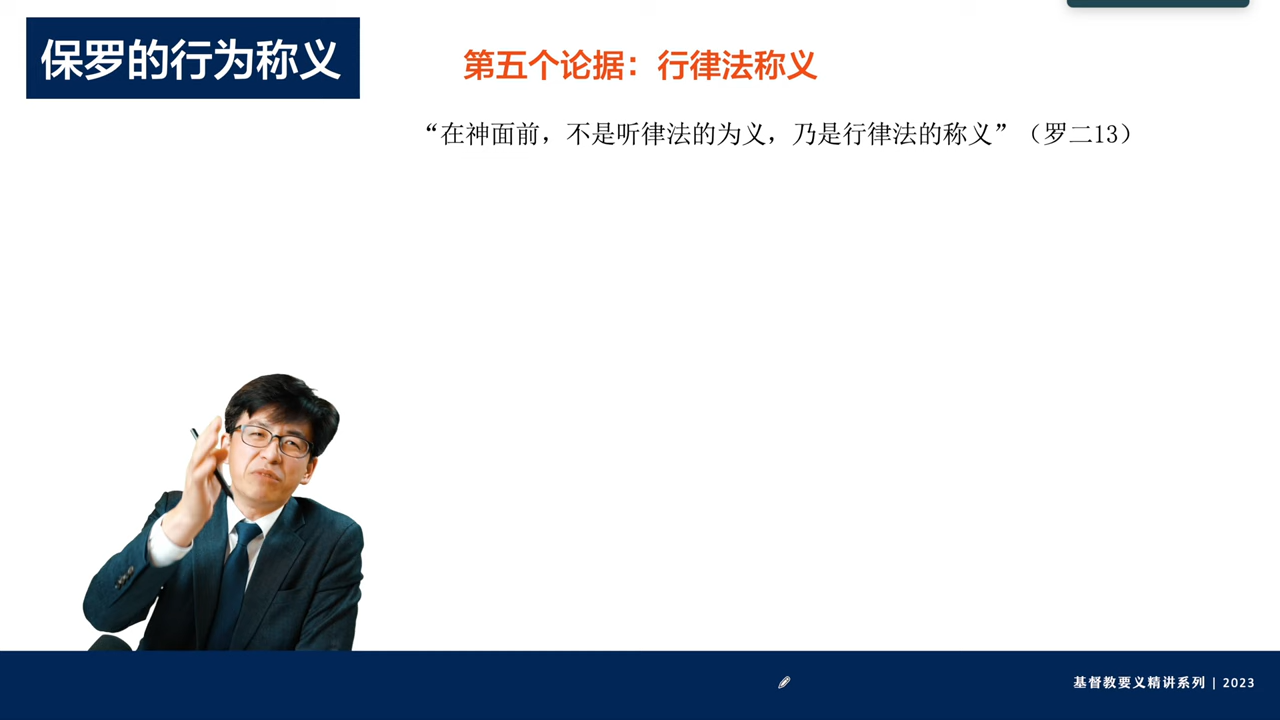 保罗的行为称义
第五个论据：行律法称义
“在神面前，不是听律法的为义，乃是行律法的称义”（罗二13）
基督教要义精讲系列 | 2023